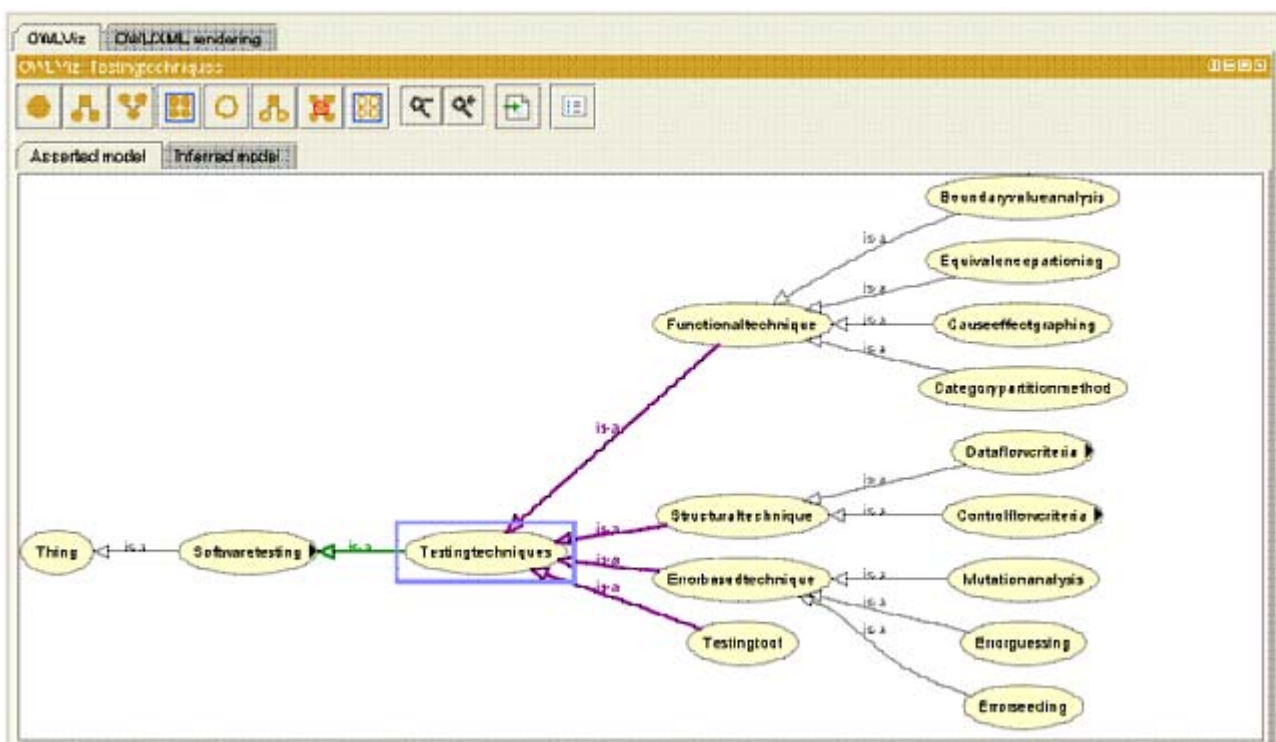 OWLViz OWL/XML rendering
OWLViz: Testingtechniques
Asserted model Inferred model
Boundaryvalueanalysis
is-a
Equivalencepartioning
is-a
Functionaltechnique
is-a
Causeeffectgraphing
is-a
Categorypartitionmethod
is-a
Dataflowcriteria
is-a
Structuraltechnique
is-a
Controlflowcriteria
is-a
Thing
is-a
Softwaretesting
is-a
Testingtechniques
is-a
Errorbasedtechnique
is-a
Mutationanalysis
is-a
is-a
Testingtool
is-a
Errorguessing
Errorseeding